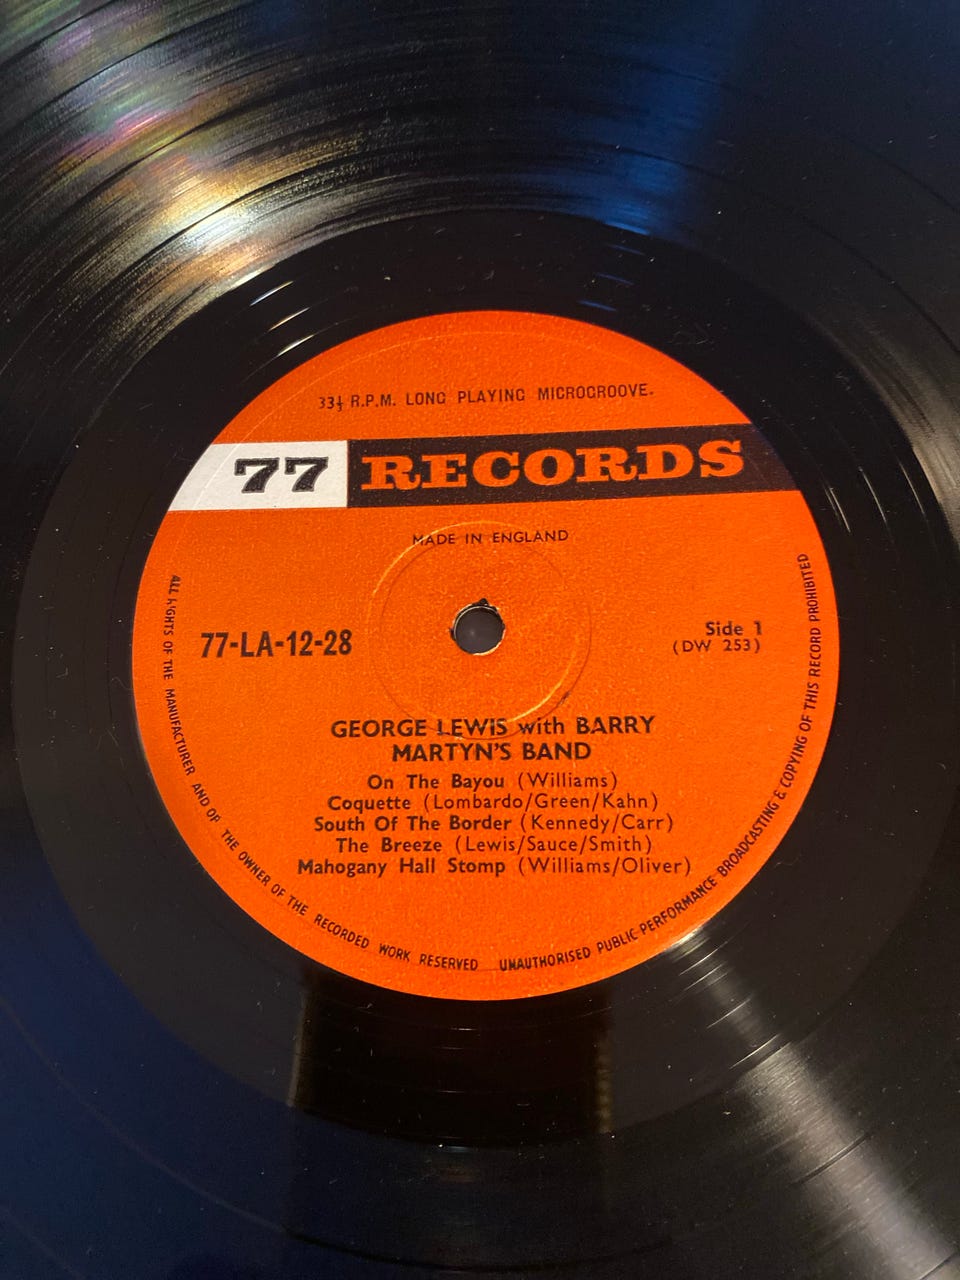 33⅓ R.P.M. LONG PLAYING MICROGROOVE.
77 RECORDS
MADE IN ENGLAND
77-LA-12-28
Side 1
(DW 253)
GEORGE LEWIS with BARRY
MARTYN'S BAND
On The Bayou (Williams)
Coquette (Lombardo/Green/Kahn)
South Of The Border (Kennedy/Carr)
The Breeze (Lewis/Sauce/Smith)
Mahogany Hall Stomp (Williams/Oliver)
ALL RIGHTS OF THE MANUFACTURER AND OF THE OWNER OF THE RECORDED WORK RESERVED UNAUTHORISED PUBLIC PERFORMANCE BROADCASTING & COPYING OF THIS RECORD PROHIBITED